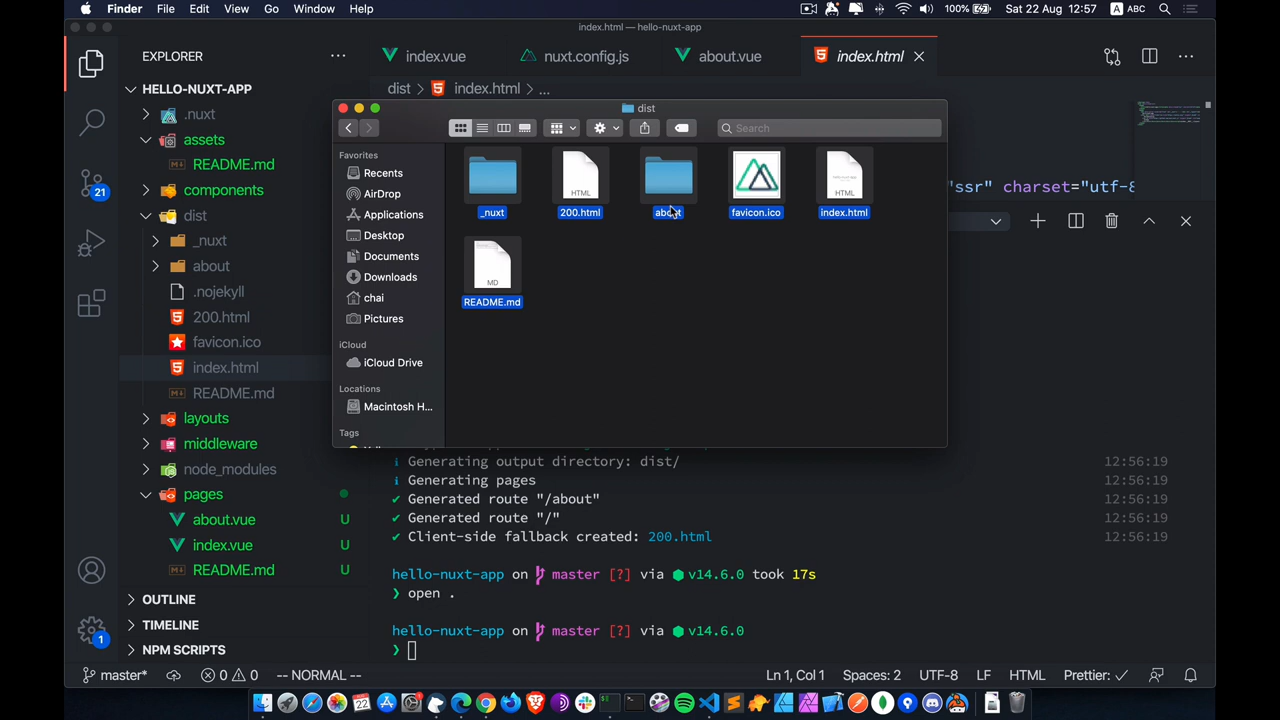 Finder File Edit View Go Window Help 100% Sat 22 Aug 12:57 A ABC
index.html — hello-nuxt-app
EXPLORER
index.vue nuxt.config.js about.vue index.html
HELLO-NUXT-APP
dist > index.html > ...
.nuxt
assets
README.md
components
dist
_nuxt
about
.nojekyll
200.html
favicon.ico
index.html
README.md
layouts
middleware
node_modules
pages
about.vue U
index.vue U
README.md U
OUTLINE
TIMELINE
NPM SCRIPTS
21
1
dist
Search
Favorites
Recents
AirDrop
Applications
Desktop
Documents
Downloads
chai
Pictures
iCloud
iCloud Drive
Locations
Macintosh H...
Tags
HTML
HTML
MD
_nuxt 200.html about favicon.ico index.html
README.md
"ssr" charset="utf-8
Generating output directory: dist/ 12:56:19
Generating pages 12:56:19
✔ Generated route "/about" 12:56:19
✔ Generated route "/" 12:56:19
✔ Client-side fallback created: 200.html 12:56:19
hello-nuxt-app on master [?] via v14.6.0 took 17s
❯ open .
hello-nuxt-app on master [?] via v14.6.0
❯
master* 0 0 -- NORMAL -- Ln 1, Col 1 Spaces: 2 UTF-8 LF HTML Prettier: ✓
22